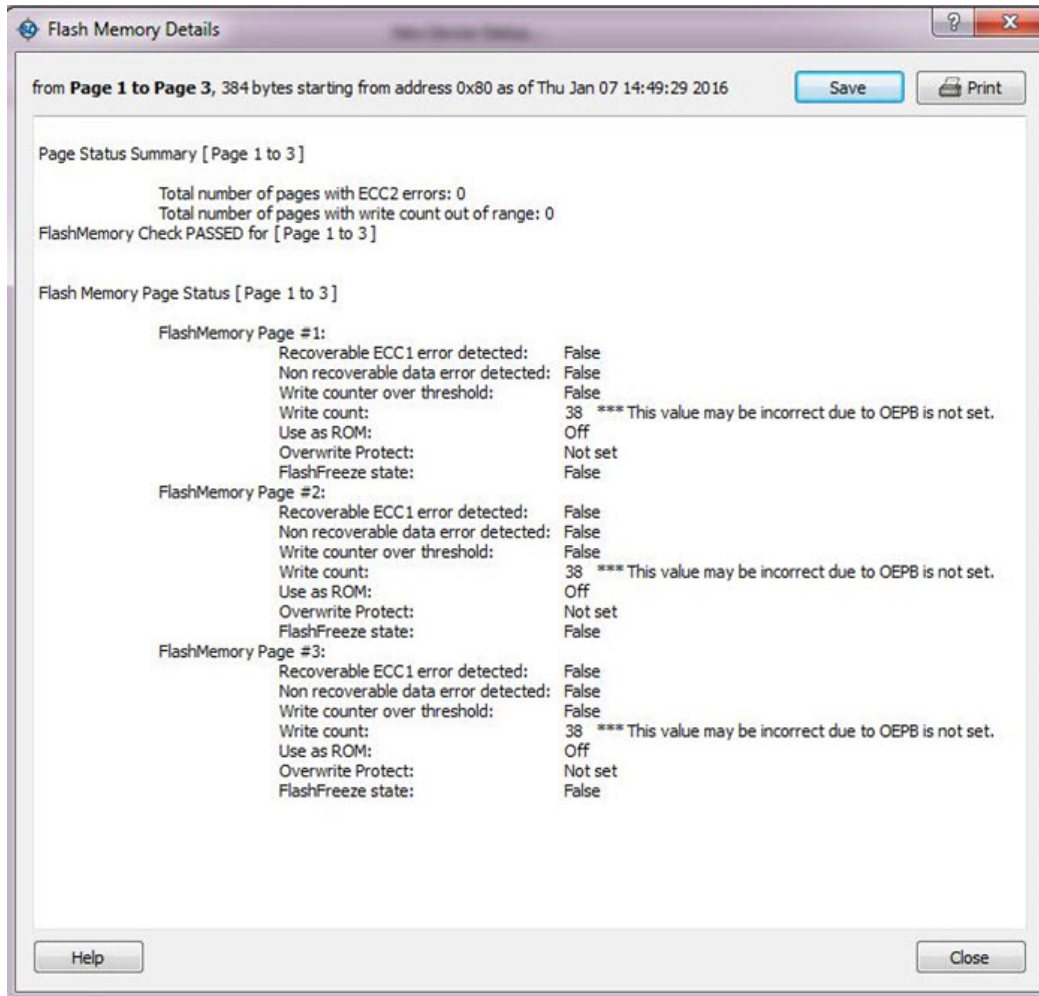 Flash Memory Details
from Page 1 to Page 3, 384 bytes starting from address 0x80 as of Thu Jan 07 14:49:29 2016
Save
Print
Page Status Summary [ Page 1 to 3 ]
Total number of pages with ECC2 errors: 0
Total number of pages with write count out of range: 0
FlashMemory Check PASSED for [ Page 1 to 3 ]
Flash Memory Page Status [ Page 1 to 3 ]
FlashMemory Page #1:
Recoverable ECC1 error detected: False
Non recoverable data error detected: False
Write counter over threshold: False
Write count: 38 *** This value may be incorrect due to OEPB is not set.
Use as ROM: Off
Overwrite Protect: Not set
FlashFreeze state: False
FlashMemory Page #2:
Recoverable ECC1 error detected: False
Non recoverable data error detected: False
Write counter over threshold: False
Write count: 38 *** This value may be incorrect due to OEPB is not set.
Use as ROM: Off
Overwrite Protect: Not set
FlashFreeze state: False
FlashMemory Page #3:
Recoverable ECC1 error detected: False
Non recoverable data error detected: False
Write counter over threshold: False
Write count: 38 *** This value may be incorrect due to OEPB is not set.
Use as ROM: Off
Overwrite Protect: Not set
FlashFreeze state: False
Help
Close